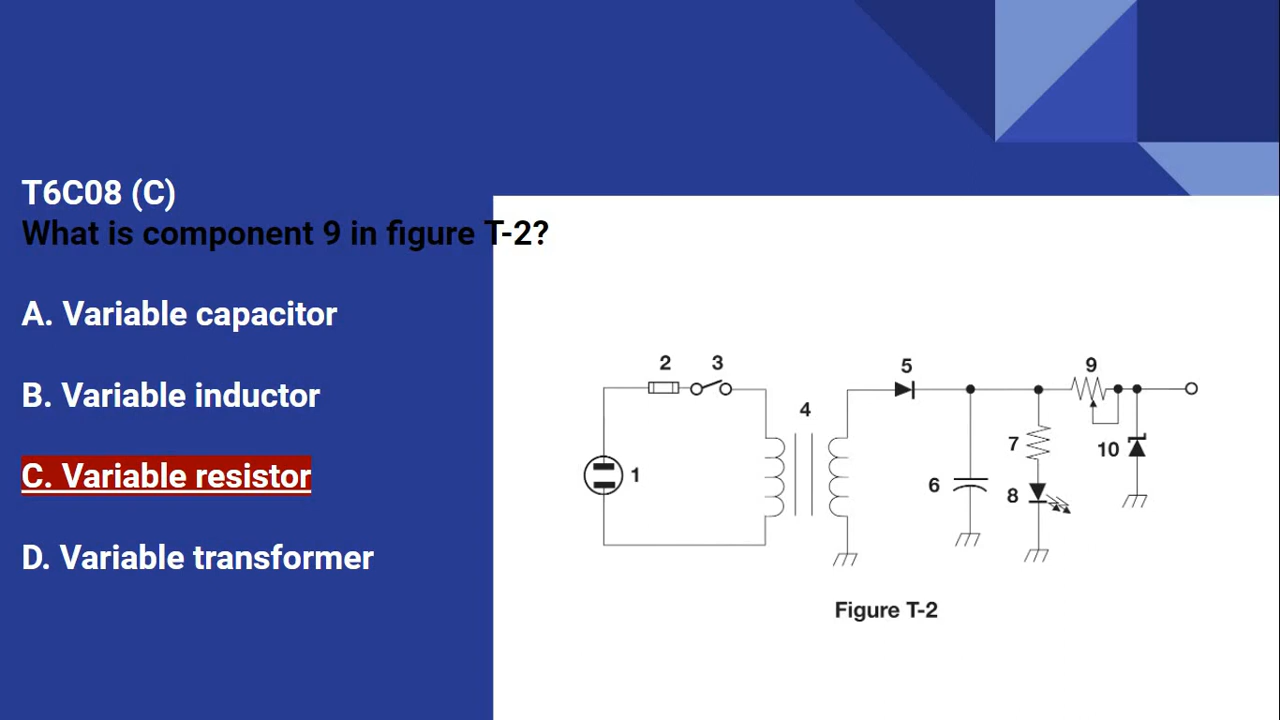 T6C08 (C)
What is component 9 in figure T-2?
A. Variable capacitor
B. Variable inductor
C. Variable resistor
D. Variable transformer
2
3
4
1
5
6
7
8
9
10
Figure T-2